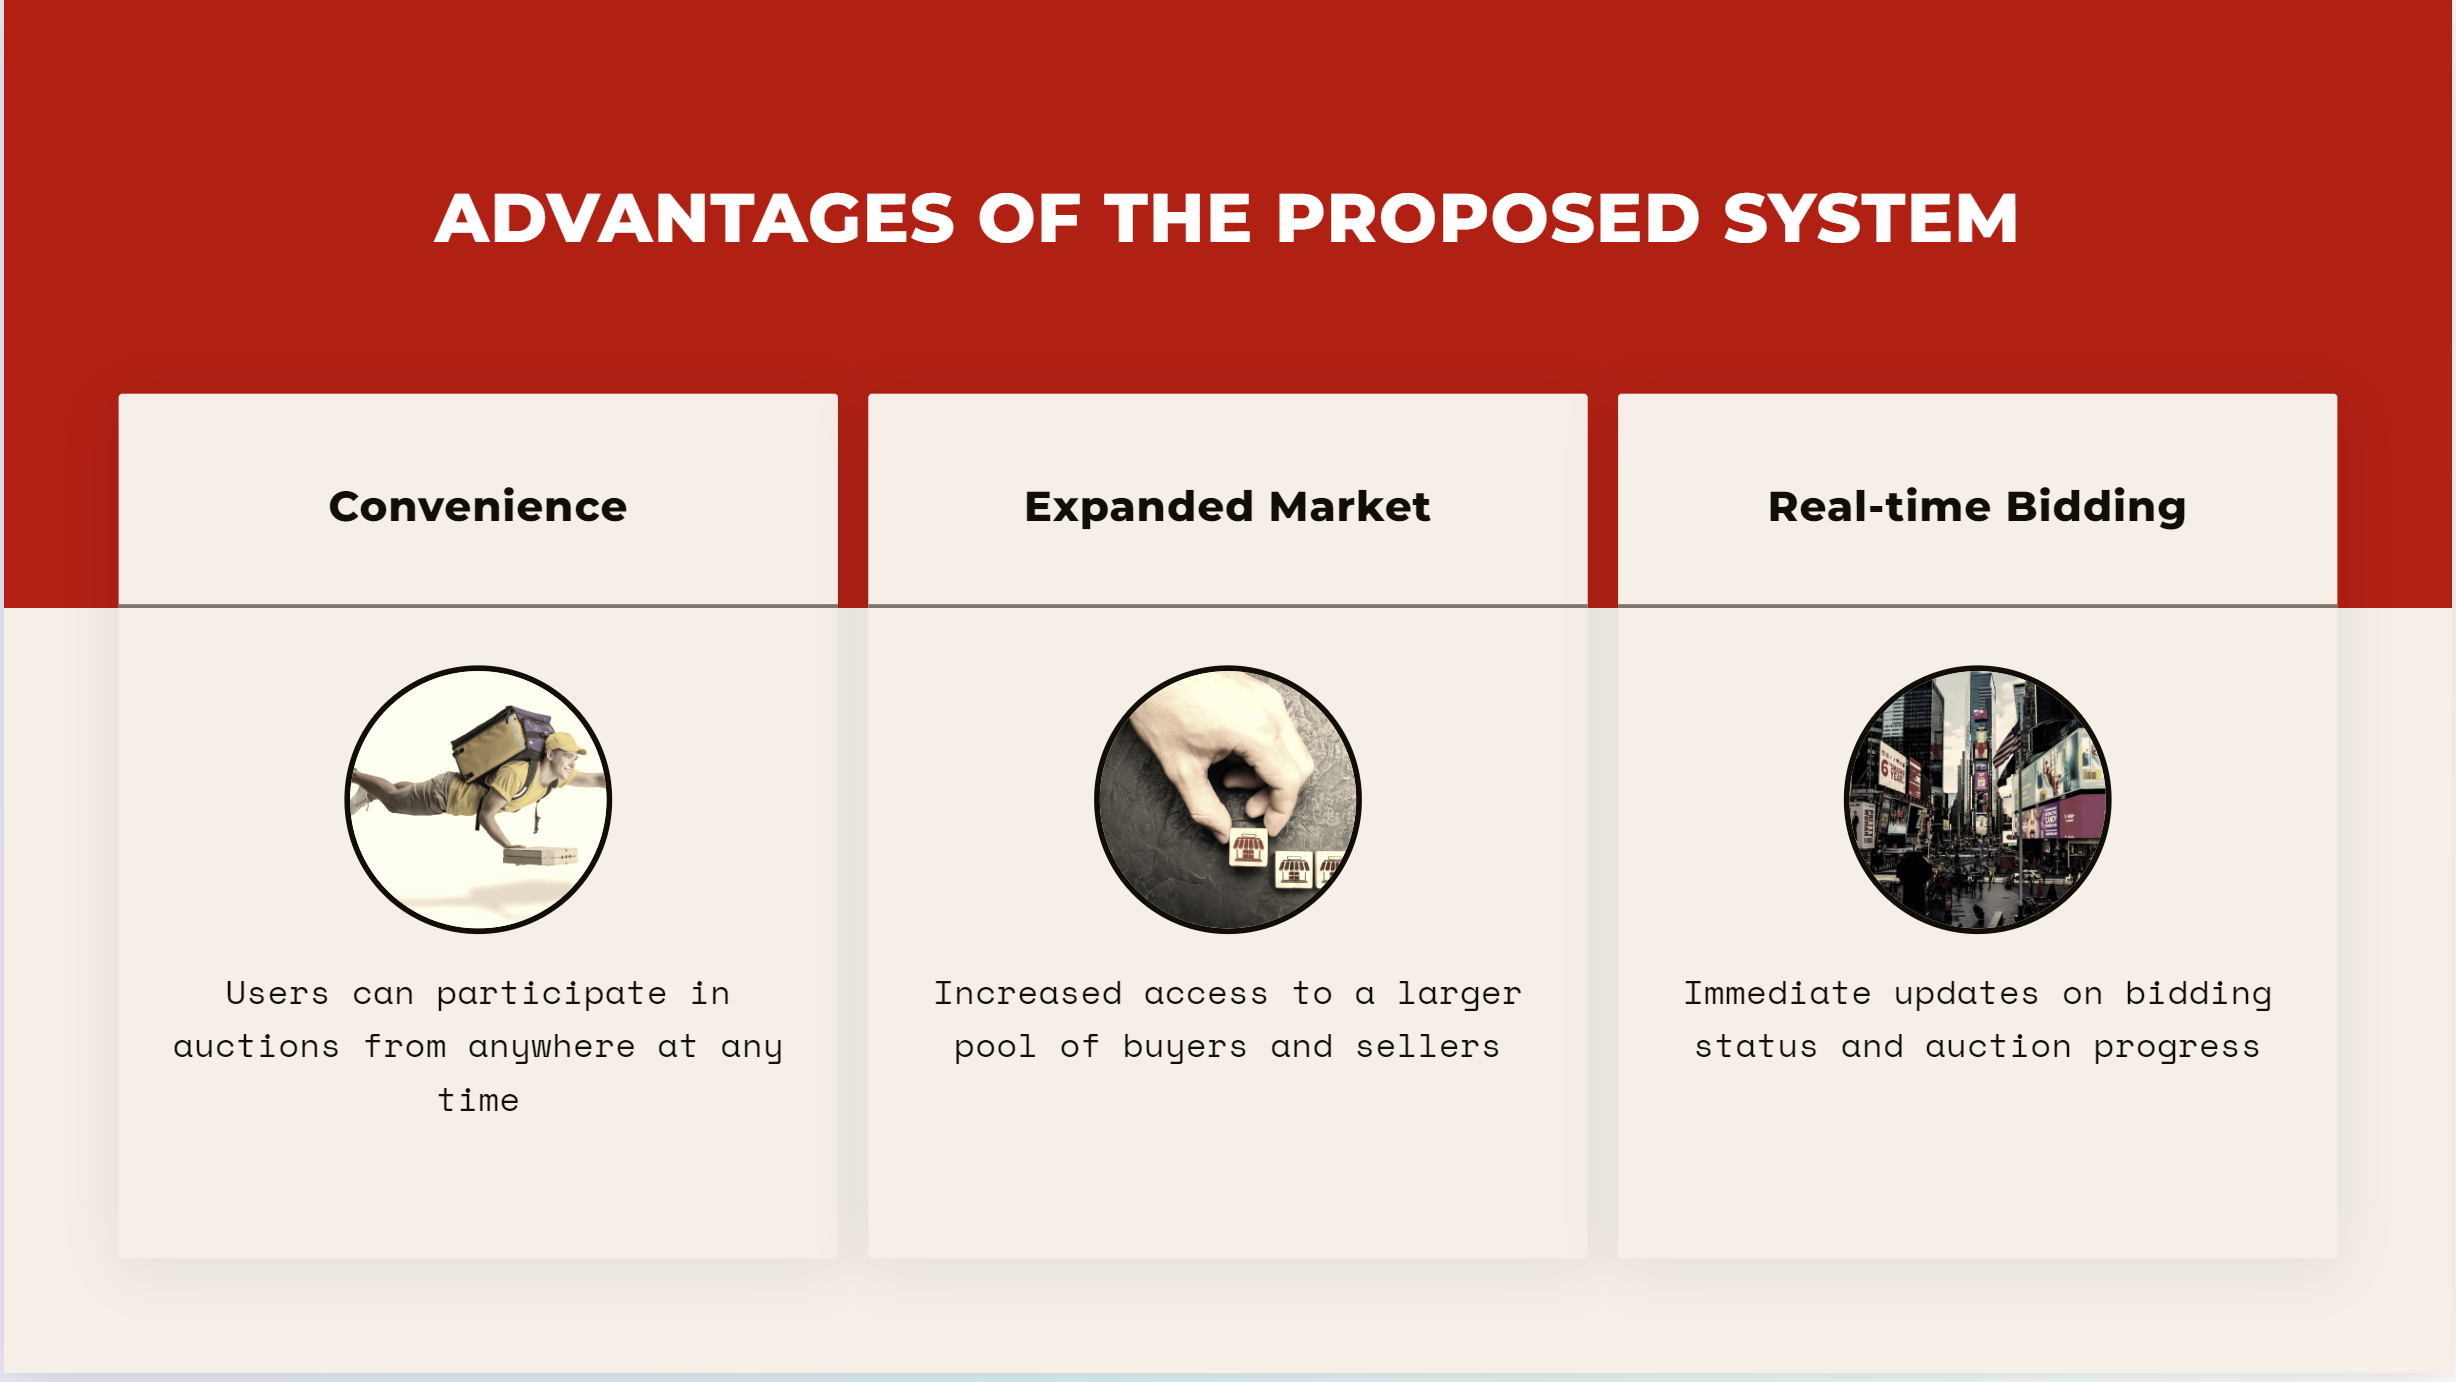 ADVANTAGES OF THE PROPOSED SYSTEM
Convenience
Users can participate in
auctions from anywhere at any
time
Expanded Market
Increased access to a larger
pool of buyers and sellers
Real-time Bidding
Immediate updates on bidding
status and auction progress